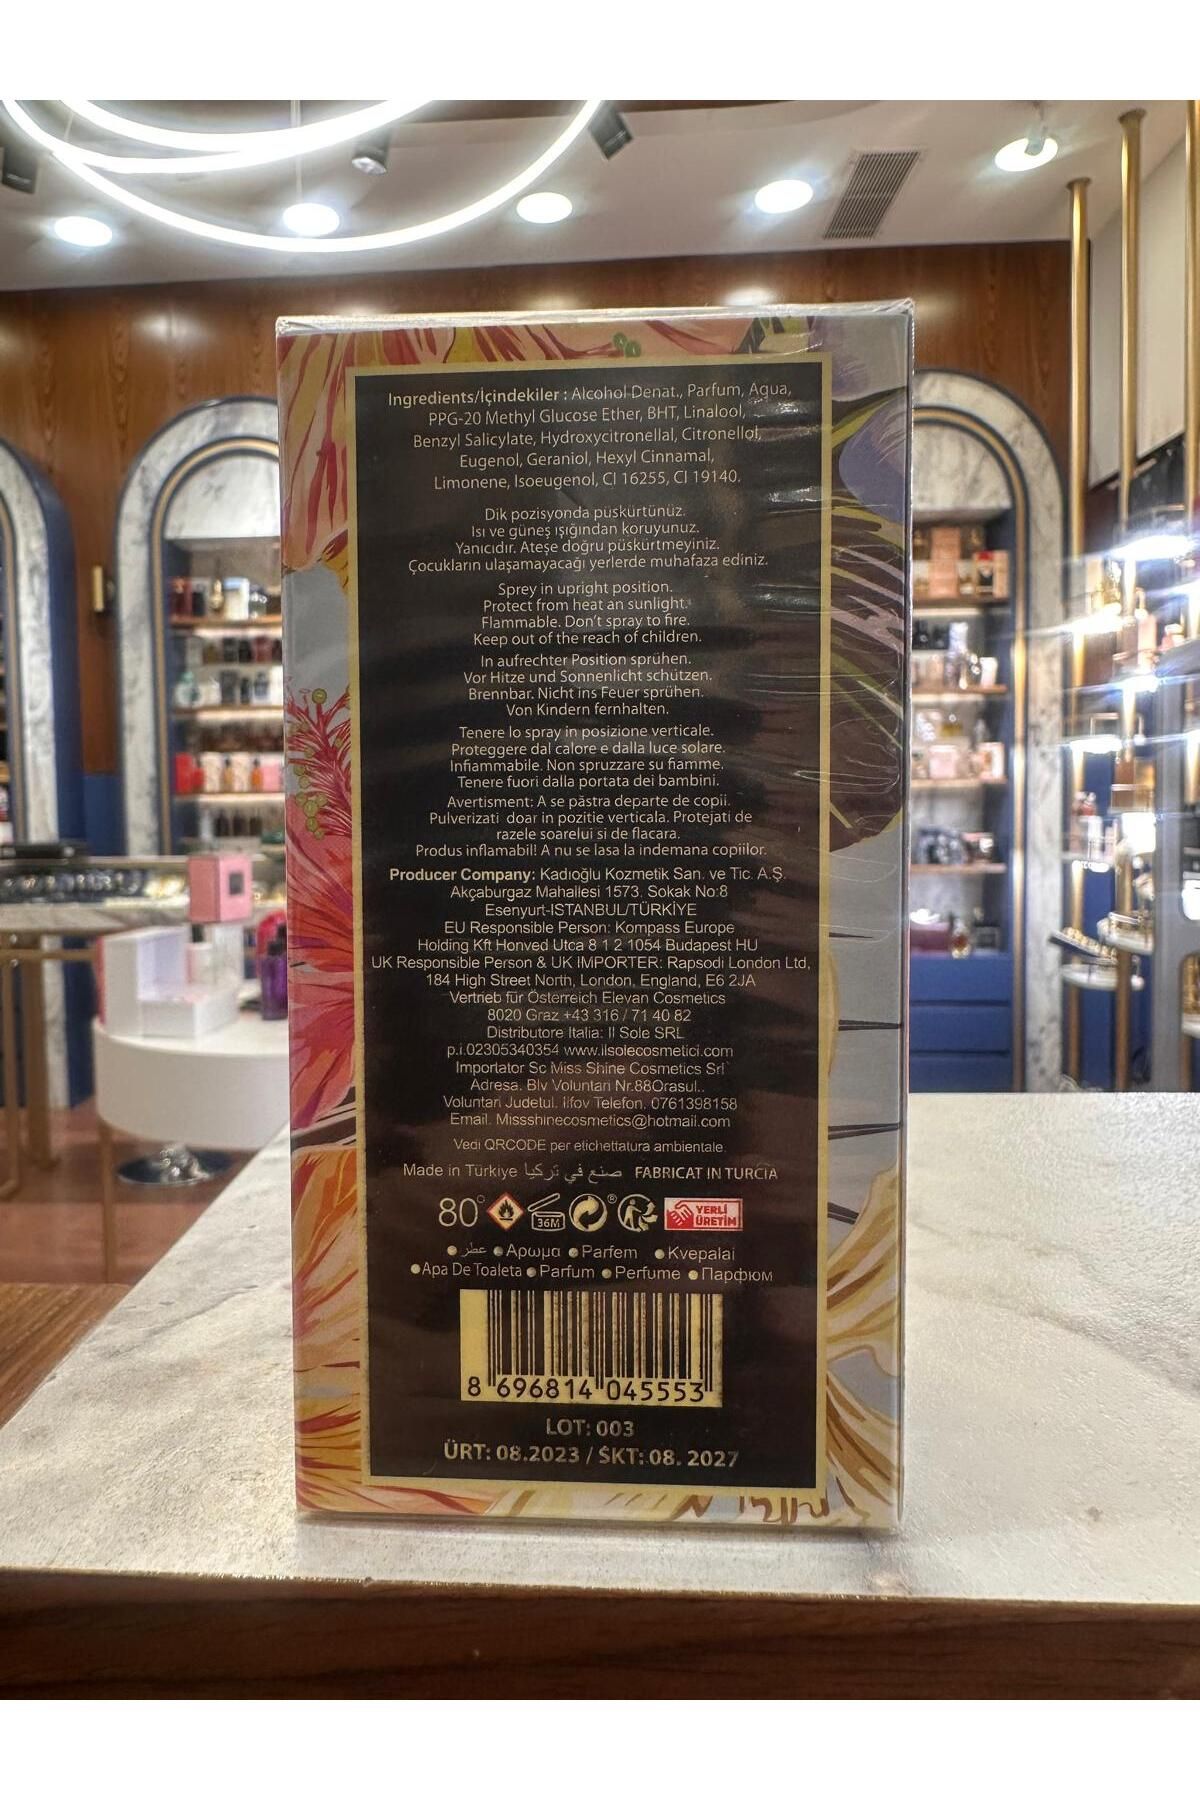 Ingredients/İçindekiler : Alcohol Denat., Parfum, Aqua,
PPG-20 Methyl Glucose Ether, BHT, Linalool,
Benzyl Salicylate, Hydroxycitronellal, Citronellol,
Eugenol, Geraniol, Hexyl Cinnamal,
Limonene, Isoeugenol, CI 16255, CI 19140.
Dik pozisyonda püskürtünüz.
Isı ve güneş ışığından koruyunuz.
Yanıcıdır. Ateşe doğru püskürtmeyiniz.
Çocukların ulaşamayacağı yerlerde muhafaza ediniz.
Spray in upright position.
Protect from heat an sunlight.
Flammable. Don't spray to fire.
Keep out of the reach of children.
In aufrechter Position sprühen.
Vor Hitze und Sonnenlicht schützen.
Brennbar. Nicht ins Feuer sprühen.
Von Kindern fernhalten.
Tenere lo spray in posizione verticale.
Proteggere dal calore e dalla luce solare.
Infiammabile. Non spruzzare su fiamme.
Tenere fuori dalla portata dei bambini.
Avertisment: A se păstra departe de copii.
Pulverizati doar in pozitie verticala. Protejati de
razele soarelui si de flacara.
Produs inflamabil! A nu se lasa la indemana copiilor.
Producer Company: Kadıoğlu Kozmetik San. ve Tic. A.Ş.
Akçaburgaz Mahallesi 1573. Sokak No:8
Esenyurt-ISTANBUL/TÜRKİYE
EU Responsible Person: Kompass Europe
Holding Kft Honved Utca 8 1 2 1054 Budapest HU
UK Responsible Person & UK IMPORTER: Rapsodi London Ltd,
184 High Street North, London, England, E6 2JA
Vertrieb für Österreich Elevan Cosmetics
8020 Graz +43 316 / 71 40 82
Distributore Italia: Il Sole SRL
p.i.02305340354 www.ilsolecosmetici.com
Importator Sc Miss Shine Cosmetics Srl
Adresa. Blv Voluntari Nr.88Orasul..
Voluntari Judetul. Ilfov Telefon. 0761398158
Email. Missshinecosmetics@hotmail.com
Vedi QRCODE per etichettatura ambientale
Made in Türkiye صنع في تركيا FABRICAT IN TURCIA
80° 36M ® YERLİ
ÜRETİM
• عطر • Арома • Parfem • Kvepalai
• Apa De Toaleta • Parfum • Perfume • Парфюм
8 696814 045553
LOT: 003
ÜRT: 08.2023 / SKT: 08. 2027